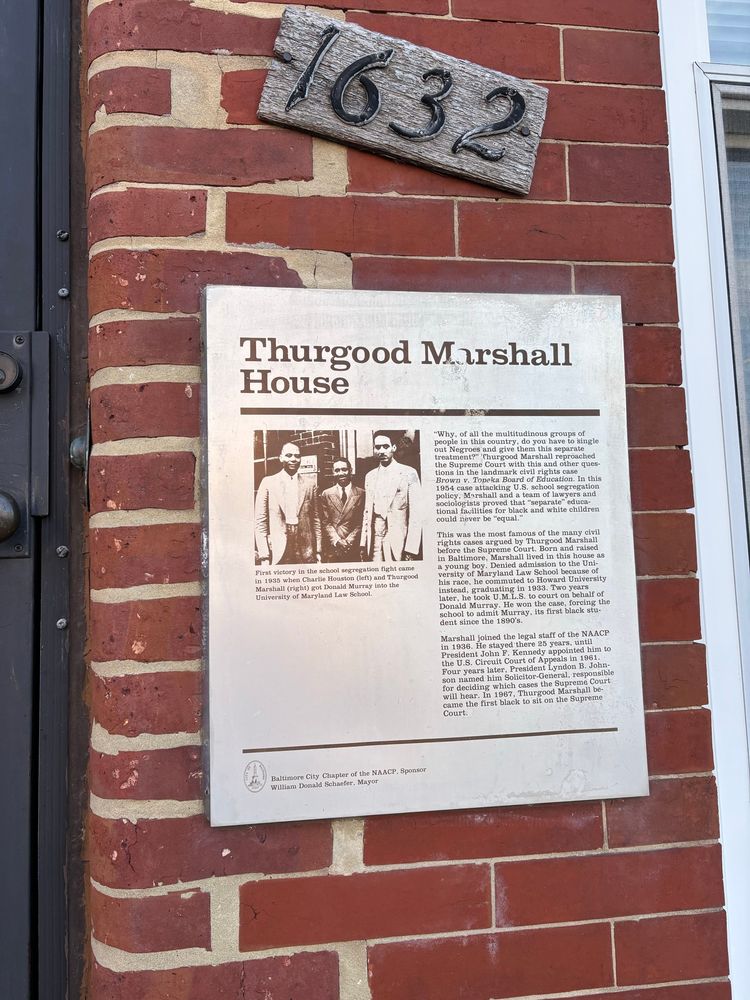 1632
Thurgood Marshall
House
"Why, of all the multitudinous groups of
people in this country, do you have to single
out Negroes and give them this separate
treatment?" Thurgood Marshall reproached
the Supreme Court with this and other ques-
tions in the landmark civil rights case
Brown v. Topeka Board of Education. In this
1954 case attacking U.S. school segregation
policy, Marshall and a team of lawyers and
sociologists proved that "separate" educa-
tional facilities for black and white children
could never be "equal."
This was the most famous of the many civil
rights cases argued by Thurgood Marshall
before the Supreme Court. Born and raised
in Baltimore, Marshall lived in this house as
a young boy. Denied admission to the Uni-
versity of Maryland Law School because of
his race, he commuted to Howard University
instead, graduating in 1933. Two years
later, he took U.M.L.S. to court on behalf of
Donald Murray. He won the case, forcing the
school to admit Murray, its first black stu-
dent since the 1890's.
Marshall joined the legal staff of the NAACP
in 1936. He stayed there 25 years, until
President John F. Kennedy appointed him to
the U.S. Circuit Court of Appeals in 1961.
Four years later, President Lyndon B. John-
son named him Solicitor-General, responsible
for deciding which cases the Supreme Court
will hear. In 1967, Thurgood Marshall be-
came the first black to sit on the Supreme
Court.
First victory in the school segregation fight came
in 1935 when Charlie Houston (left) and Thurgood
Marshall (right) got Donald Murray into the
University of Maryland Law School.
Baltimore City Chapter of the NAACP, Sponsor
William Donald Schaefer, Mayor